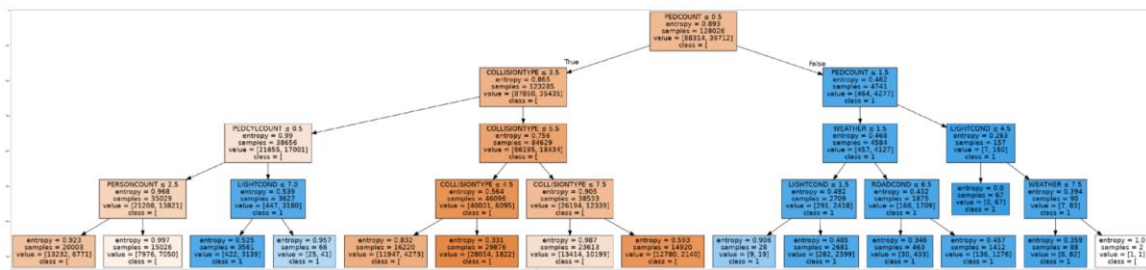 PEDCOUNT ≤ 0.5
entropy = 0.893
samples = 128026
value = [88314, 39712]
class = [
True
False
COLLISIONTYPE ≤ 3.5
entropy = 0.865
samples = 123285
value = [87850, 35435]
class = [
PEDCOUNT ≤ 1.5
entropy = 0.462
samples = 4741
value = [464, 4277]
class = 1
PEDCYLCOUNT ≤ 0.5
entropy = 0.99
samples = 38656
value = [21655, 17001]
class = [
COLLISIONTYPE ≤ 5.5
entropy = 0.756
samples = 84629
value = [66195, 18434]
class = [
WEATHER ≤ 1.5
entropy = 0.468
samples = 4584
value = [457, 4127]
class = 1
LIGHTCOND ≤ 4.5
entropy = 0.263
samples = 157
value = [7, 150]
class = 1
PERSONCOUNT ≤ 2.5
entropy = 0.968
samples = 35029
value = [21208, 13821]
class = [
LIGHTCOND ≤ 7.0
entropy = 0.539
samples = 3627
value = [447, 3180]
class = 1
COLLISIONTYPE ≤ 4.5
entropy = 0.564
samples = 46096
value = [40001, 6095]
class = [
COLLISIONTYPE ≤ 7.5
entropy = 0.905
samples = 38533
value = [26194, 12339]
class = [
LIGHTCOND ≤ 1.5
entropy = 0.492
samples = 2709
value = [291, 2418]
class = 1
ROADCOND ≤ 6.5
entropy = 0.432
samples = 1875
value = [166, 1709]
class = 1
entropy = 0.0
samples = 67
value = [0, 67]
class = 1
WEATHER ≤ 7.5
entropy = 0.394
samples = 90
value = [7, 83]
class = 1
entropy = 0.923
samples = 20003
value = [13232, 6771]
class = [
entropy = 0.997
samples = 15026
value = [7976, 7050]
class = [
entropy = 0.525
samples = 3561
value = [422, 3139]
class = 1
entropy = 0.957
samples = 66
value = [25, 41]
class = 1
entropy = 0.832
samples = 16220
value = [11947, 4273]
class = [
entropy = 0.331
samples = 29876
value = [28054, 1822]
class = [
entropy = 0.987
samples = 23613
value = [13414, 10199]
class = [
entropy = 0.593
samples = 14920
value = [12780, 2140]
class = [
entropy = 0.906
samples = 28
value = [9, 19]
class = 1
entropy = 0.485
samples = 2681
value = [282, 2399]
class = 1
entropy = 0.346
samples = 463
value = [30, 433]
class = 1
entropy = 0.457
samples = 1412
value = [136, 1276]
class = 1
entropy = 0.359
samples = 88
value = [6, 82]
class = 1
entropy = 1.0
samples = 2
value = [1,
class = [